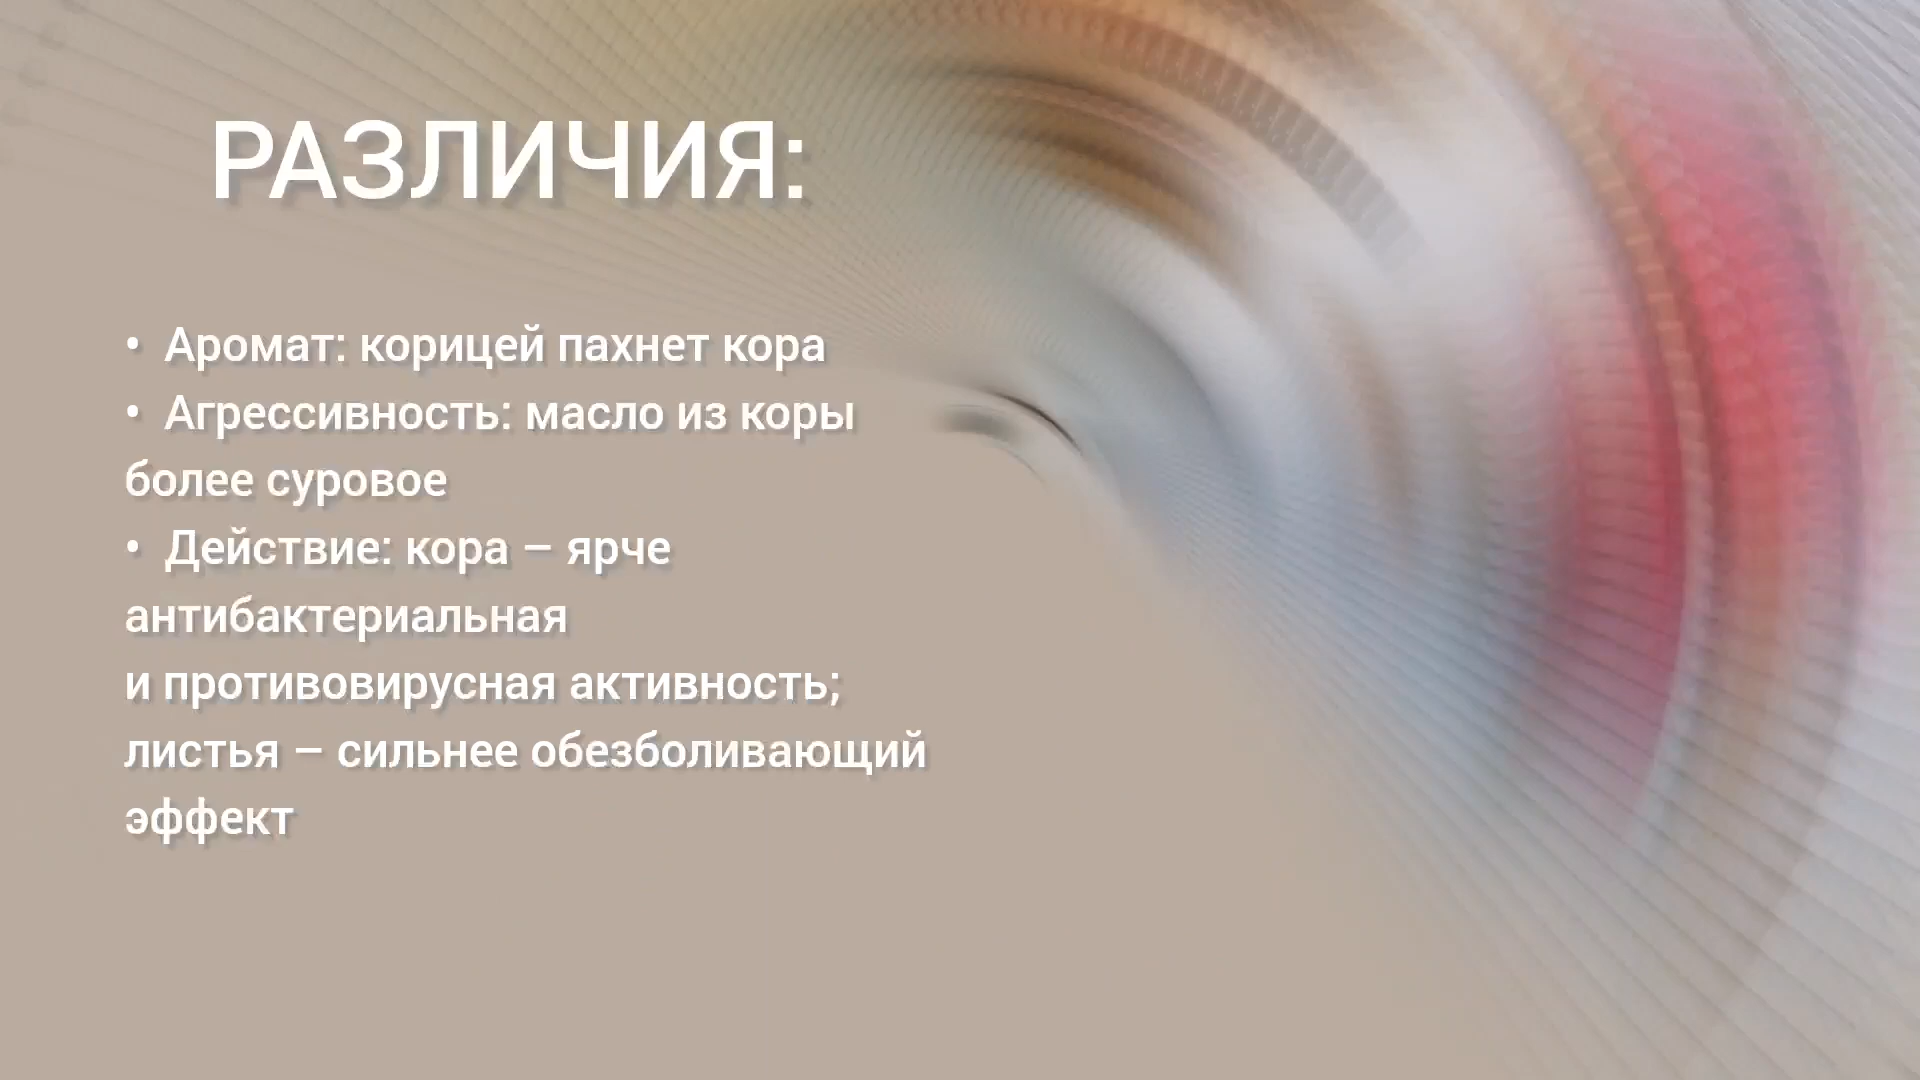 РАЗЛИЧИЯ:
• Аромат: корицей пахнет кора
• Агрессивность: масло из коры
более суровое
• Действие: кора – ярче
антибактериальная
и противовирусная активность;
листья – сильнее обезболивающий
эффект